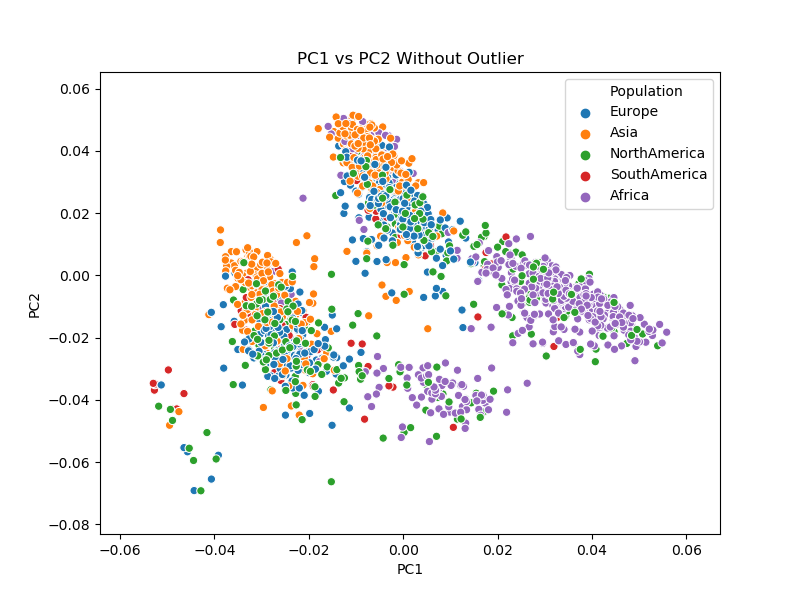 PC1 vs PC2 Without Outlier
Population
Europe
Asia
NorthAmerica
SouthAmerica
Africa
0.06
0.04
0.02
0.00
−0.02
−0.04
−0.06
−0.08
PC2
−0.06
−0.04
−0.02
0.00
0.02
0.04
0.06
PC1